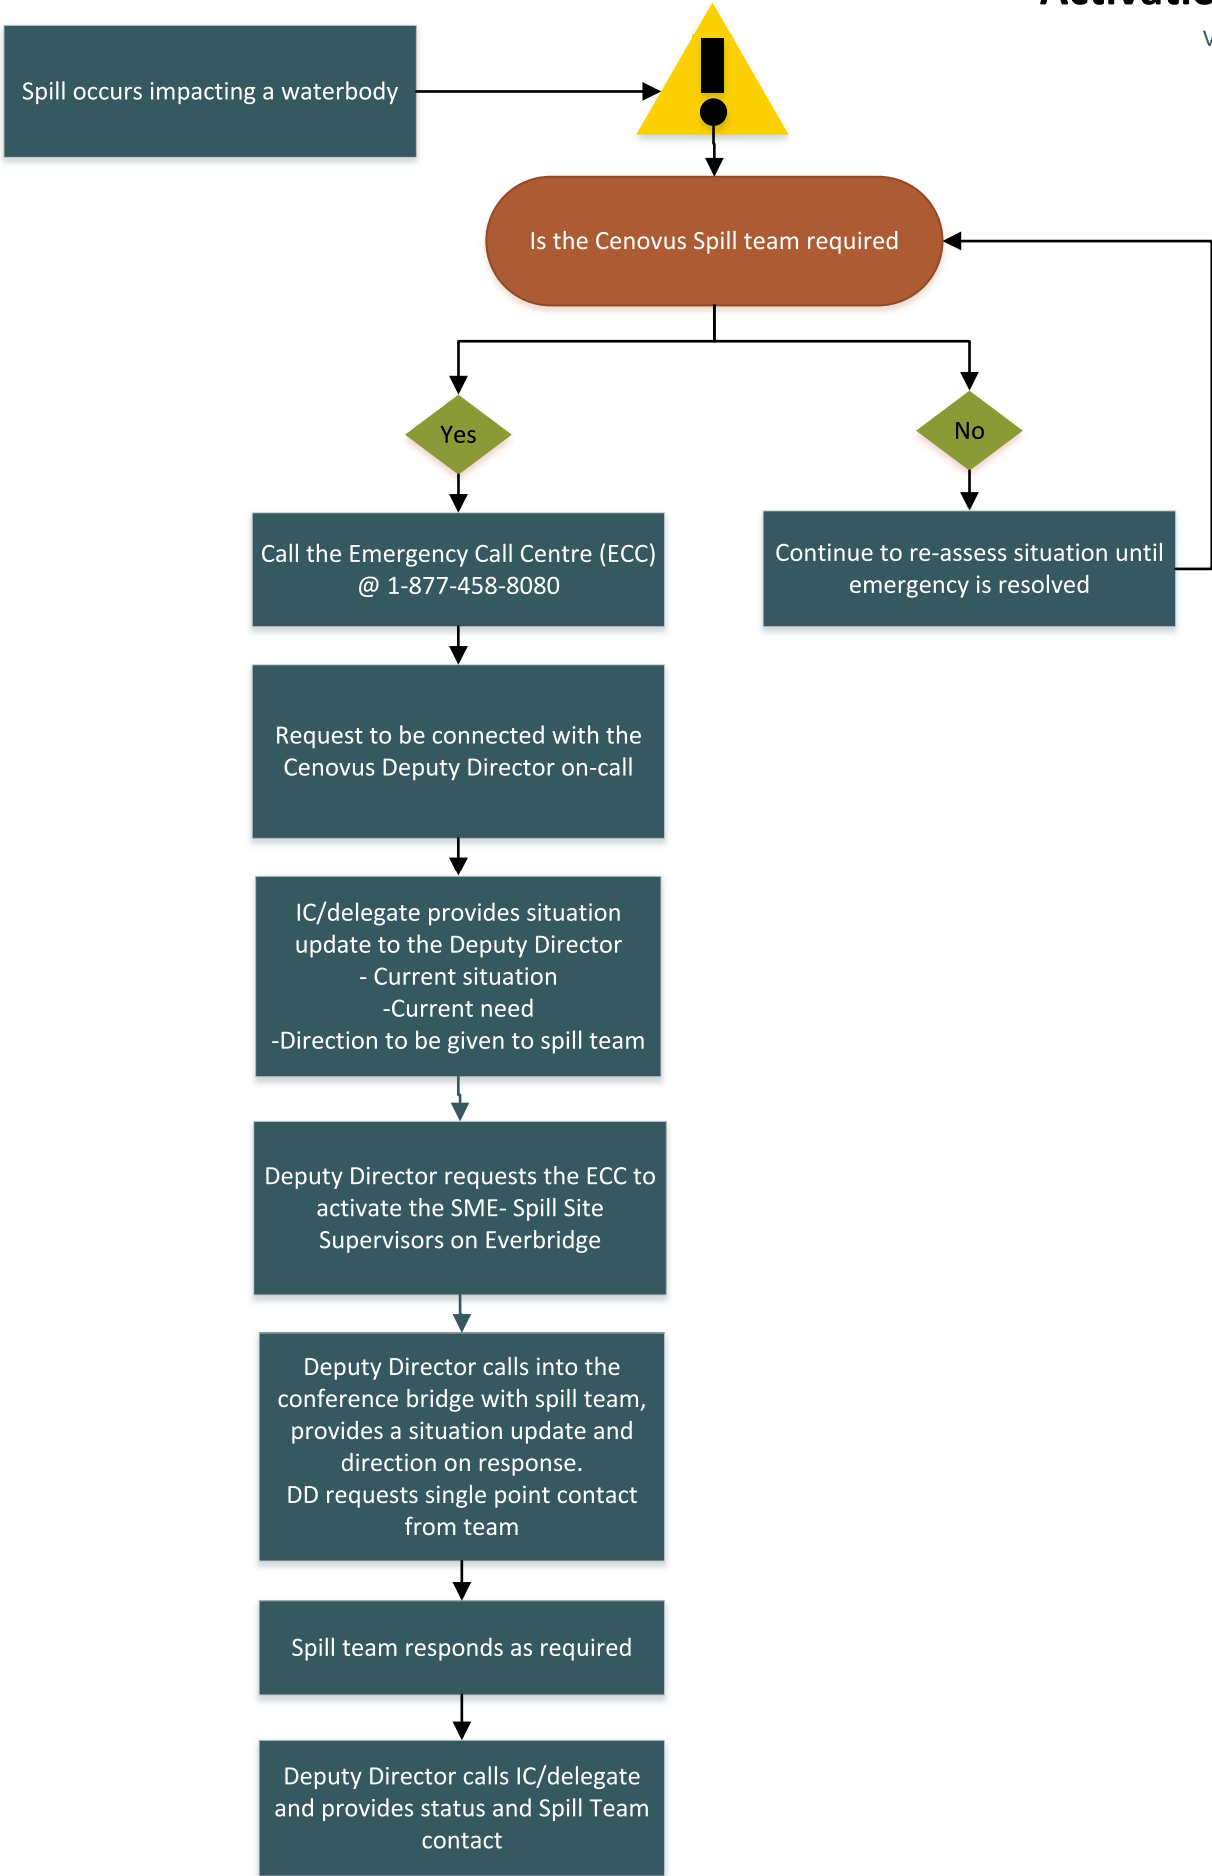 Spill occurs impacting a waterbody
Is the Cenovus Spill team required
Yes
No
Call the Emergency Call Centre (ECC)
@ 1-877-458-8080
Continue to re-assess situation until
emergency is resolved
Request to be connected with the
Cenovus Deputy Director on-call
IC/delegate provides situation
update to the Deputy Director
- Current situation
-Current need
-Direction to be given to spill team
Deputy Director requests the ECC to
activate the SME- Spill Site
Supervisors on Everbridge
Deputy Director calls into the
conference bridge with spill team,
provides a situation update and
direction on response.
DD requests single point contact
from team
Spill team responds as required
Deputy Director calls IC/delegate
and provides status and Spill Team
contact